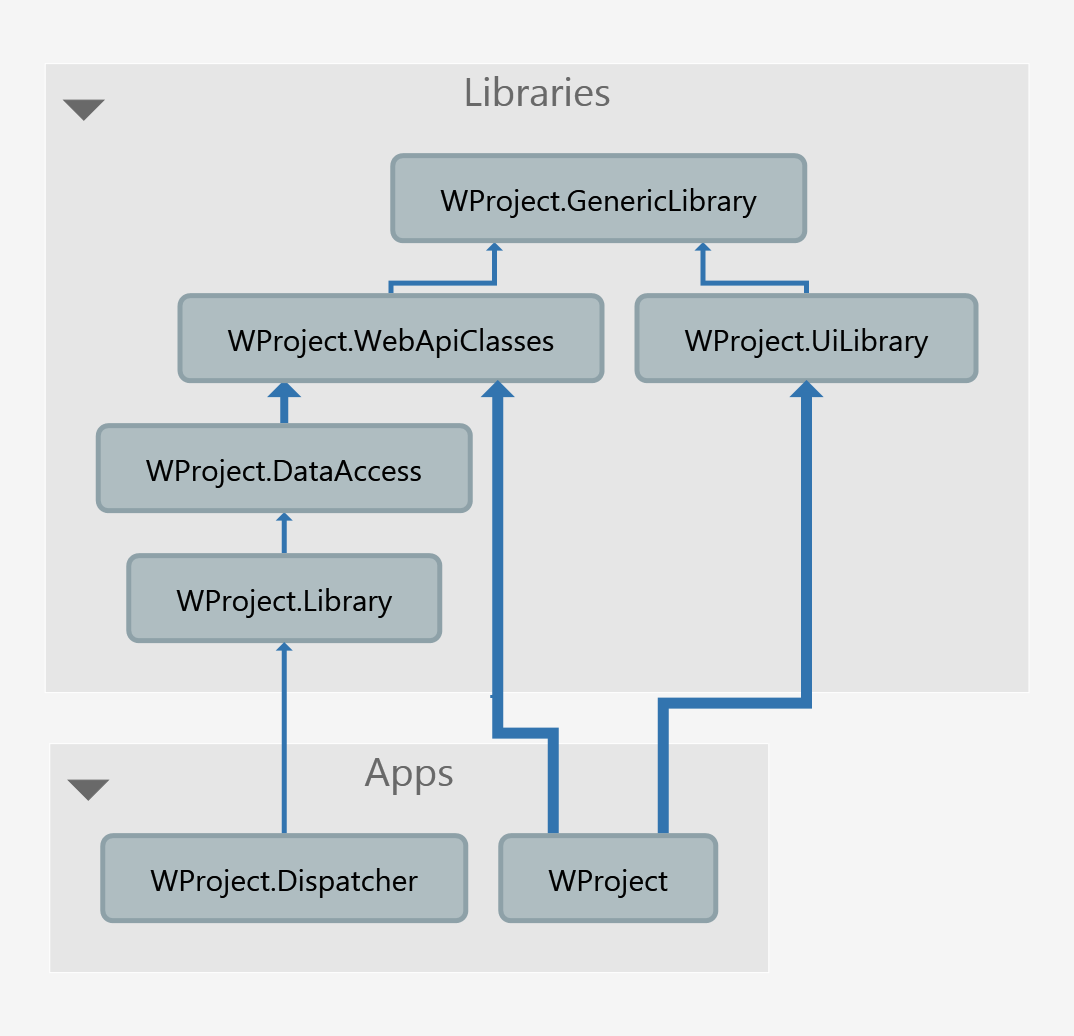 Libraries
WProject.GenericLibrary
WProject.WebApiClasses
WProject.UiLibrary
WProject.DataAccess
WProject.Library
Apps
WProject.Dispatcher
WProject